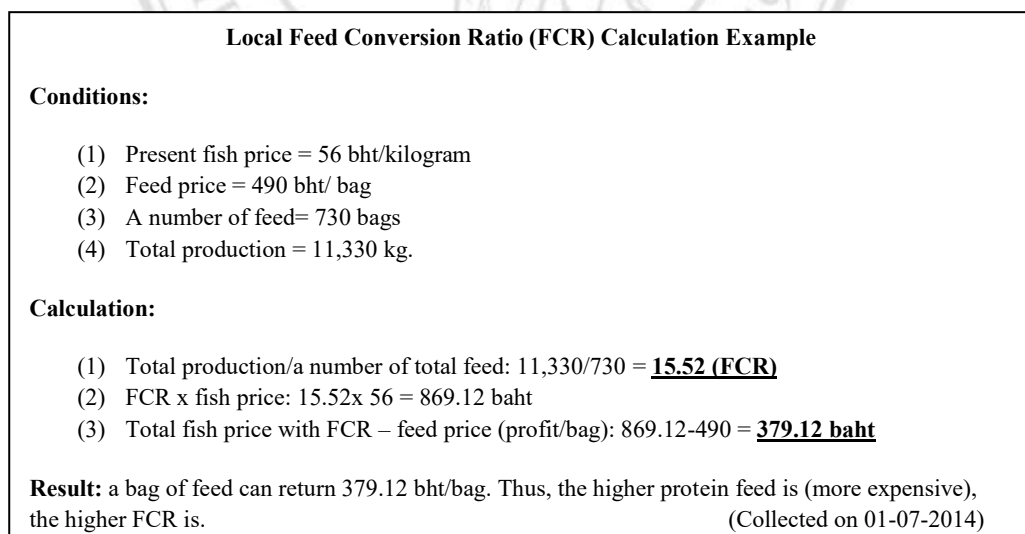 Local Feed Conversion Ratio (FCR) Calculation Example
Conditions:
(1) Present fish price = 56 bht/kilogram
(2) Feed price = 490 bht/ bag
(3) A number of feed= 730 bags
(4) Total production = 11,330 kg.
Calculation:
(1) Total production/a number of total feed: 11,330/730 = 15.52 (FCR)
(2) FCR x fish price: 15.52x 56 = 869.12 baht
(3) Total fish price with FCR – feed price (profit/bag): 869.12-490 = 379.12 baht
Result: a bag of feed can return 379.12 bht/bag. Thus, the higher protein feed is (more expensive),
the higher FCR is. (Collected on 01-07-2014)